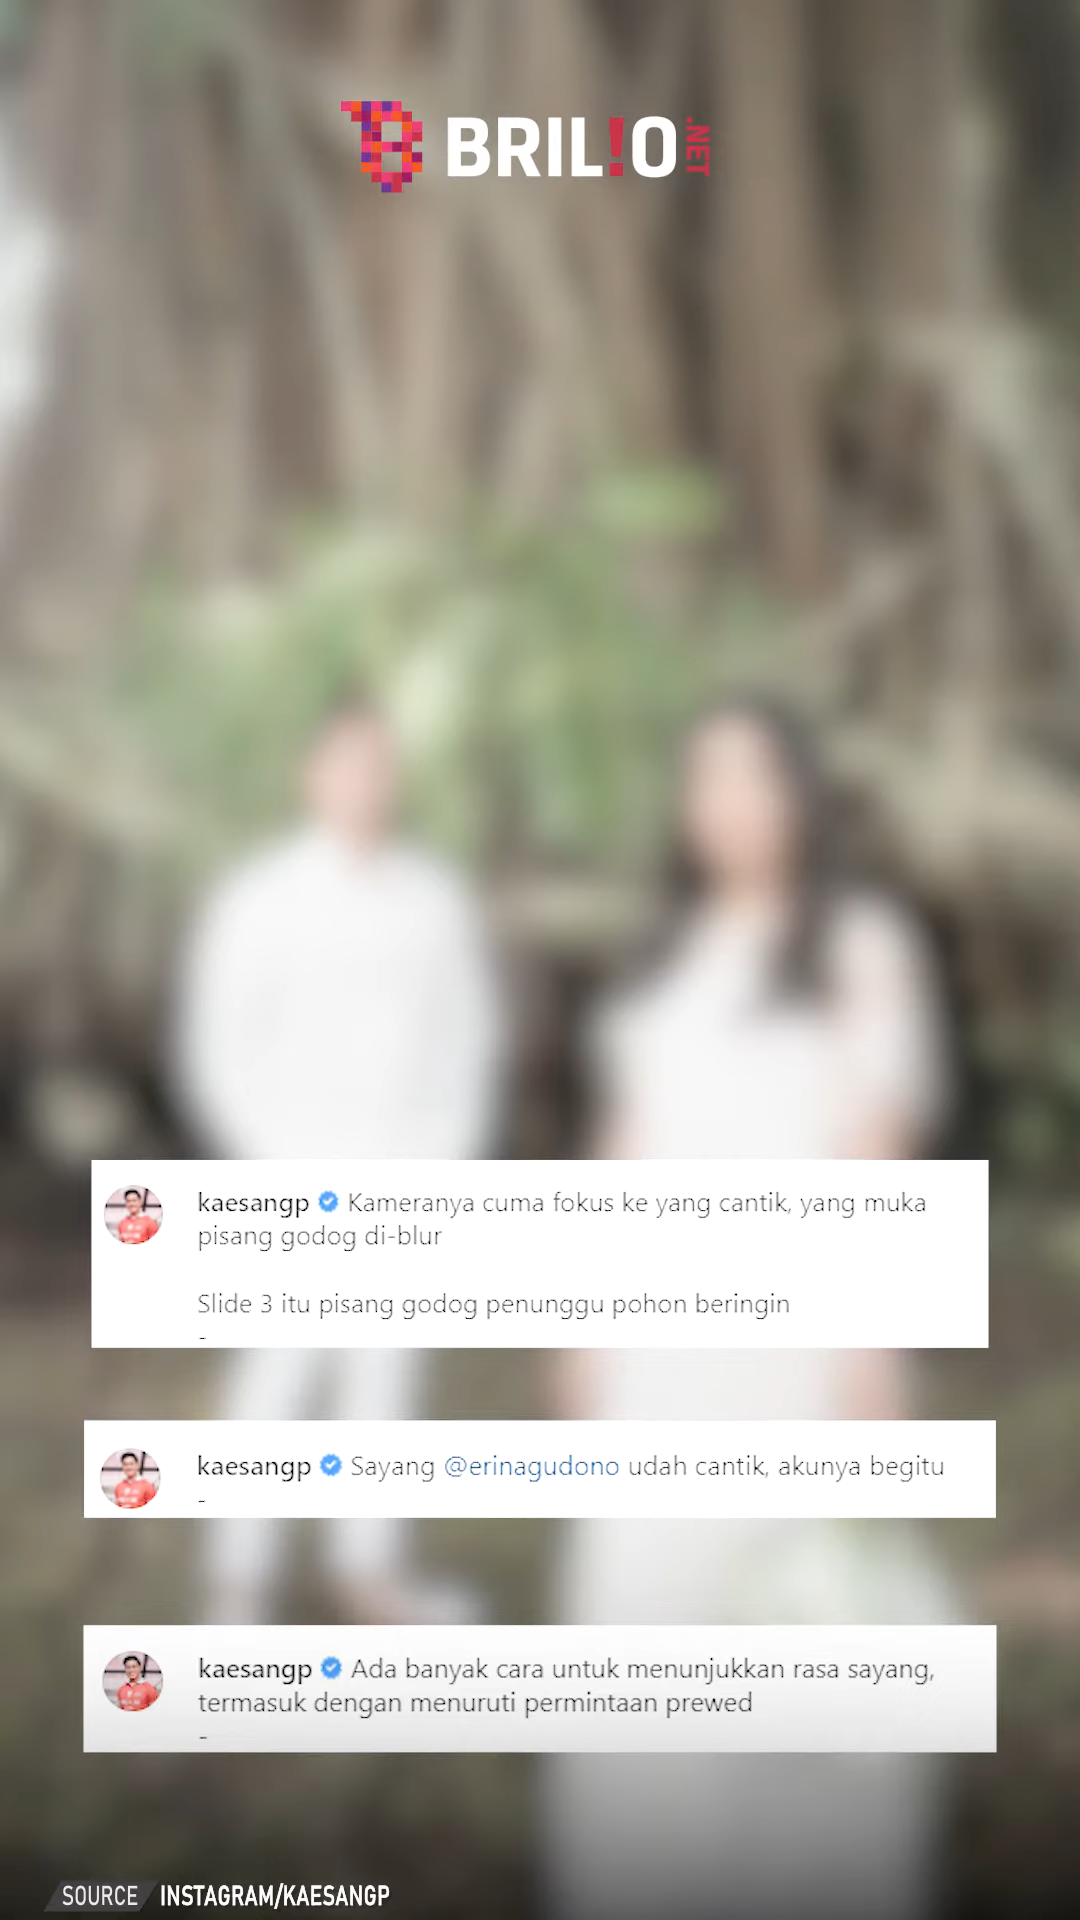 BRIL!O.NET
kaesangp Kameranya cuma fokus ke yang cantik, yang muka
pisang godog di-blur
Slide 3 itu pisang godog penunggu pohon beringin
-
kaesangp Sayang @erinagudono udah cantik, akunya begitu
-
kaesangp Ada banyak cara untuk menunjukkan rasa sayang,
termasuk dengan menuruti permintaan prewed
-
SOURCE INSTAGRAM/KAESANGP